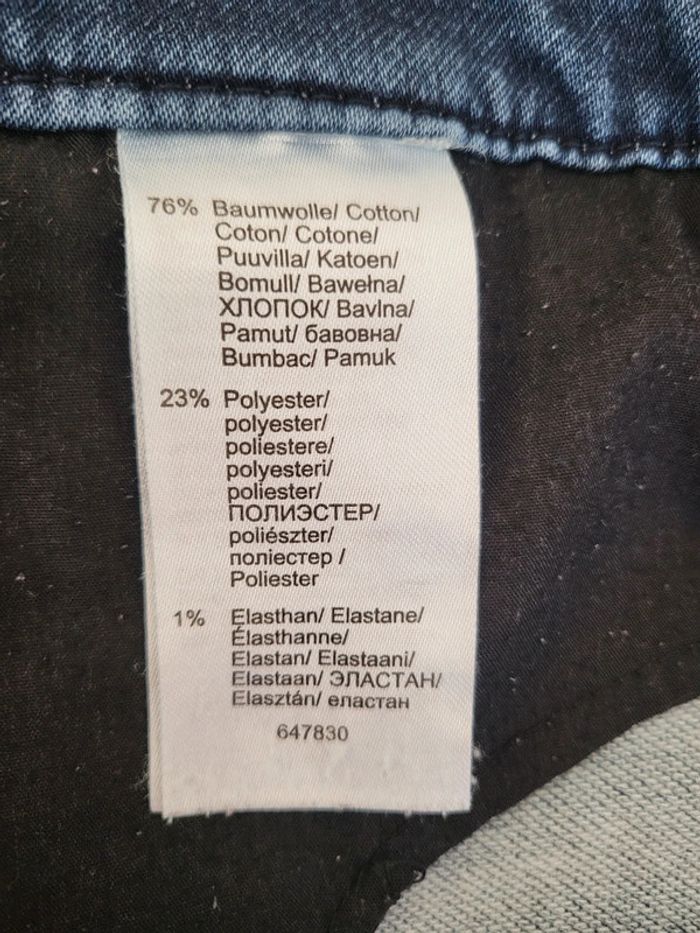 76% Baumwolle/ Cotton/
Coton/ Cotone/
Puuvilla/ Katoen/
Bomull/ Bawełna/
ХЛОПОК/ Bavlna/
Pamut/ бавовна/
Bumbac/ Pamuk
23% Polyester/
polyester/
poliestere/
polyesteri/
poliester/
ПОЛИЭСТЕР/
poliészter/
поліестер /
Poliester
1% Elasthan/ Elastane/
Élasthanne/
Elastan/ Elastaani/
Elastaan/ ЭЛАСТАН/
Elasztán/ еластан
647830